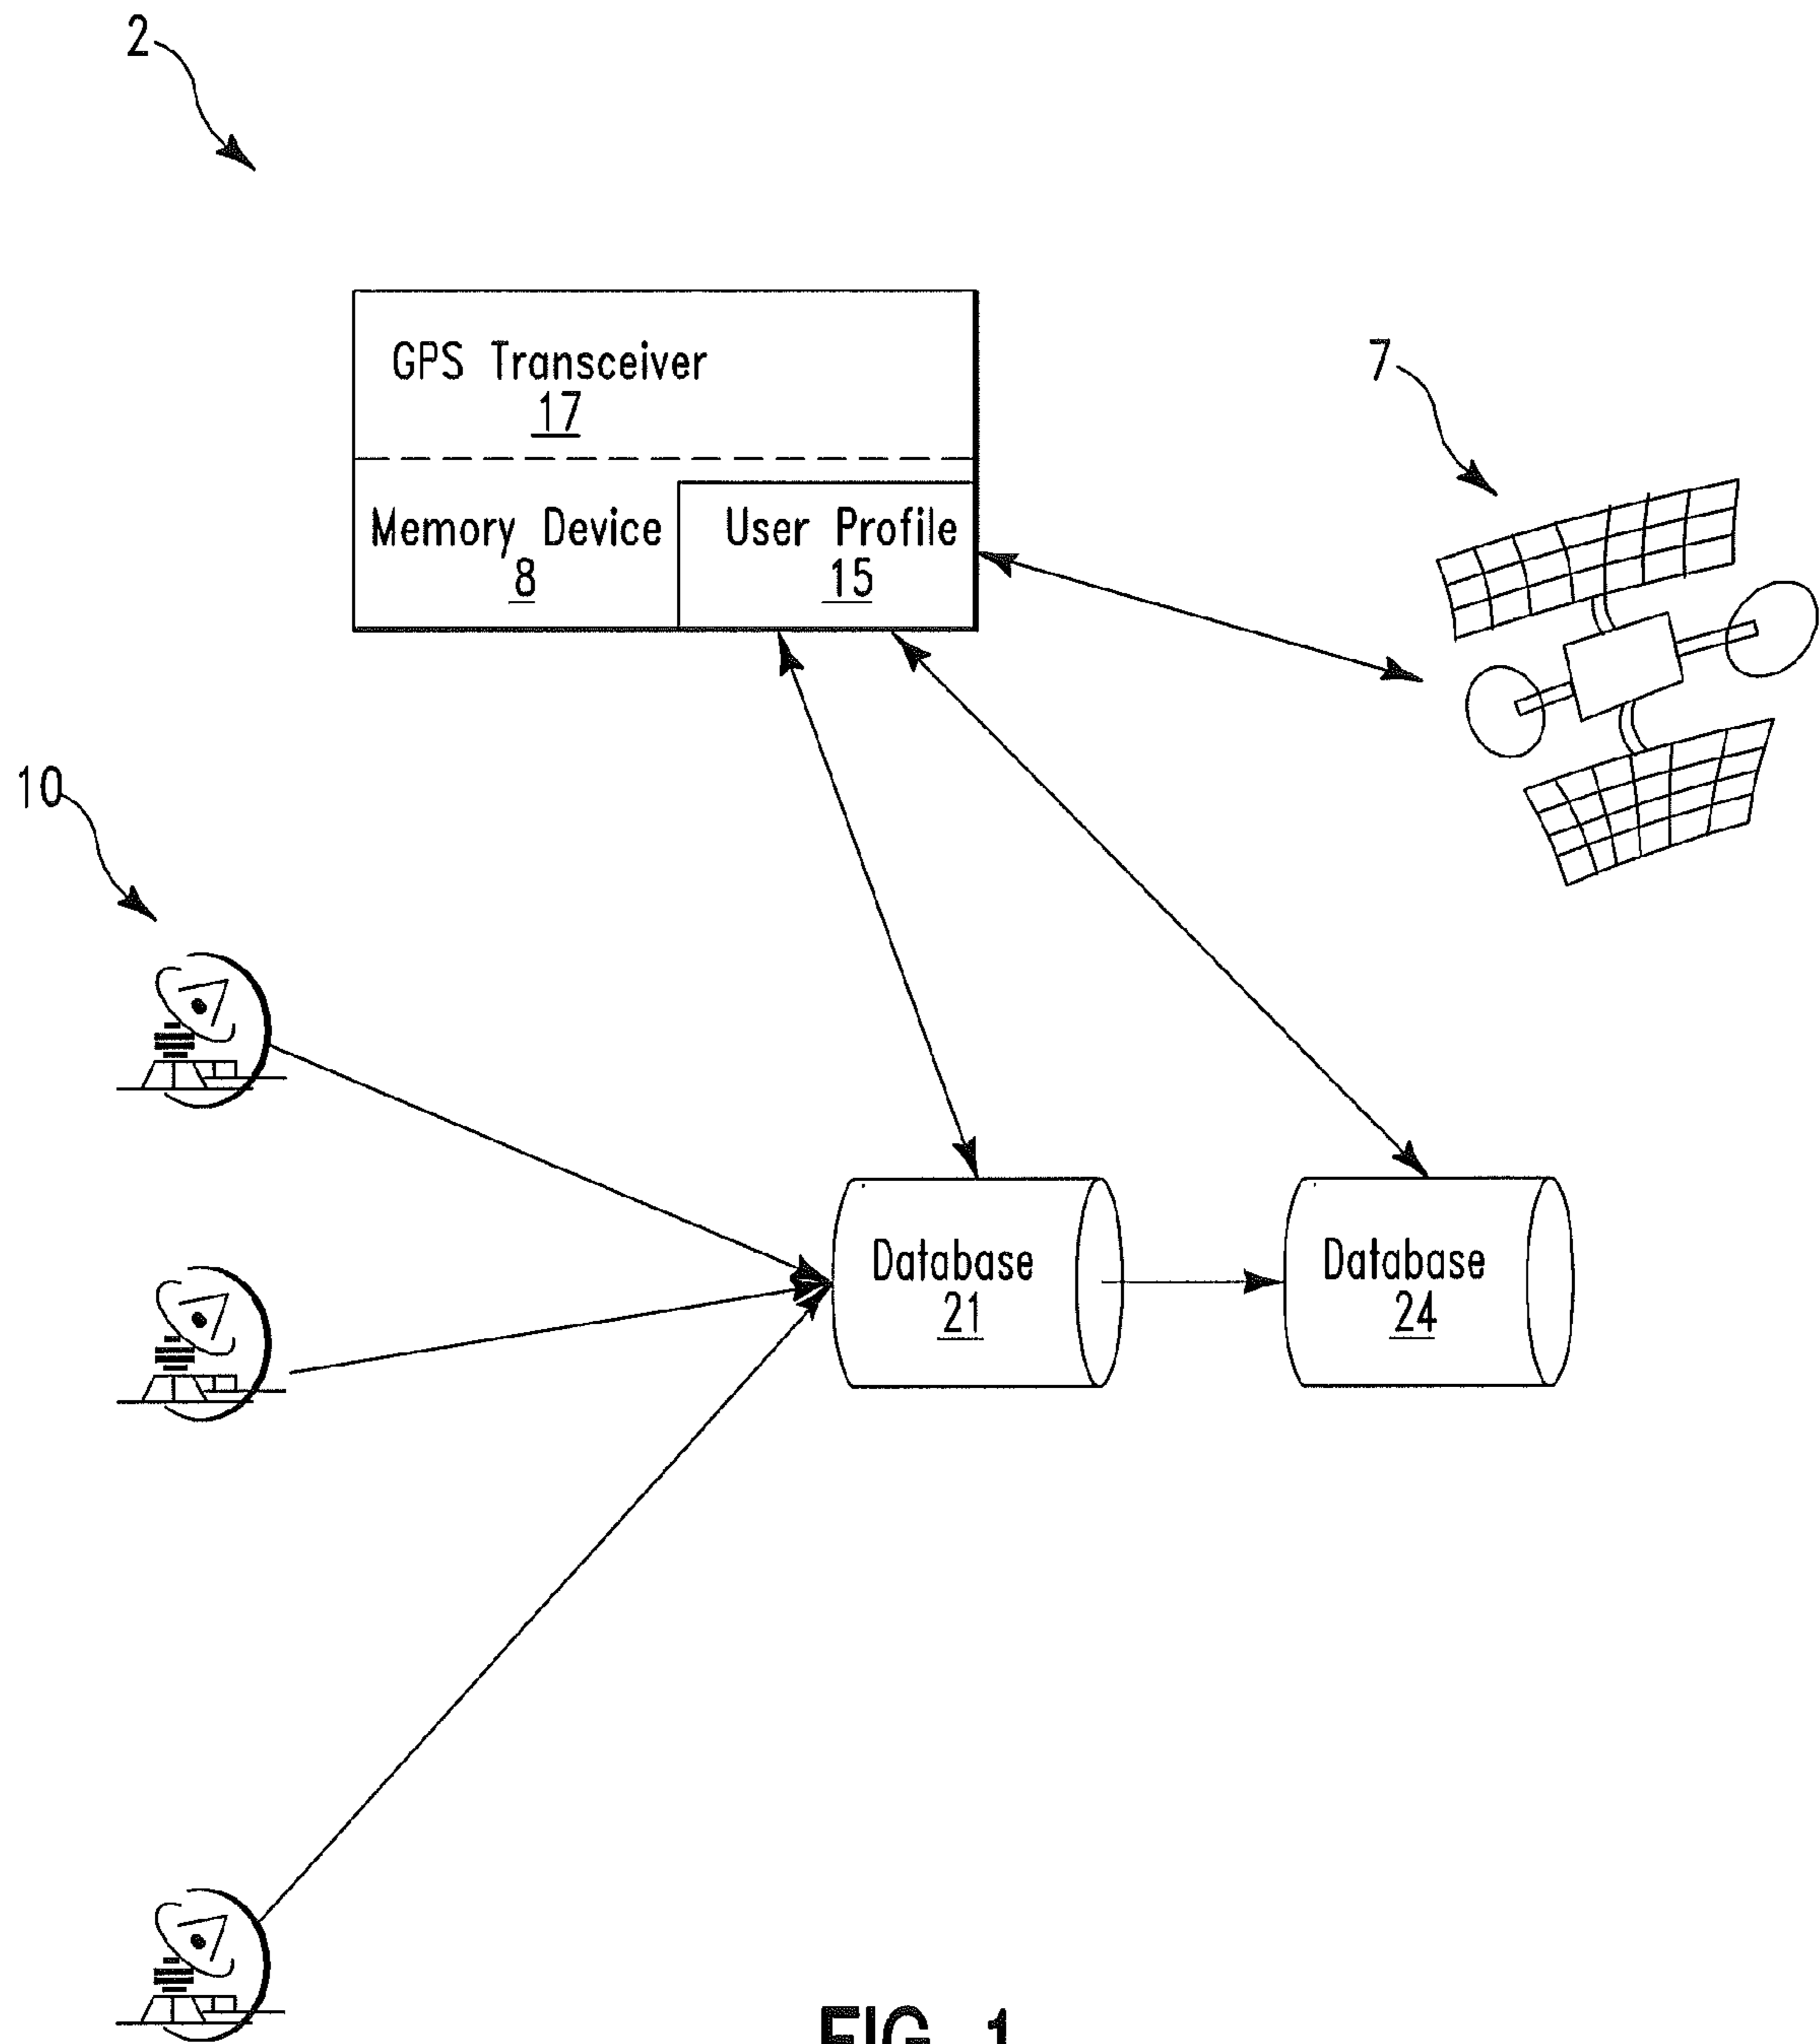 2
GPS Transceiver
17
7
Memory Device
8
User Profile
15
10
Database
21
Database
24
FIG. 1